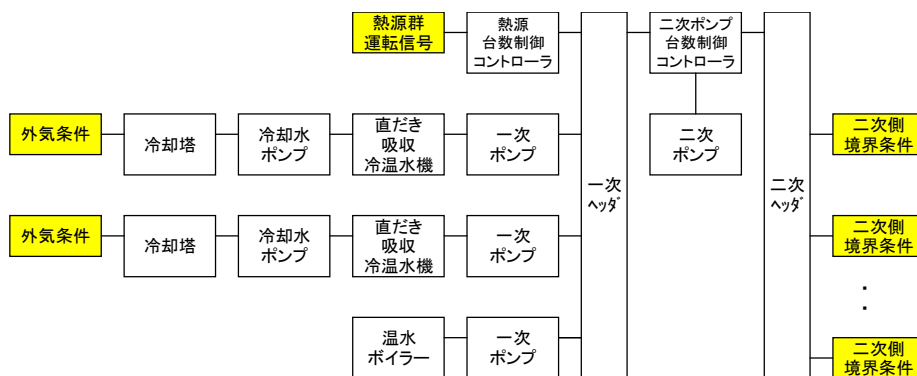 熱源群
運転信号
熱源
台数制御
コントローラ
二次ポンプ
台数制御
コントローラ
外気条件
冷却塔
冷却水
ポンプ
直だき
吸収
冷温水機
一次
ポンプ
二次
ポンプ
二次側
境界条件
一次
ヘッダ
二次
ヘッダ
外気条件
冷却塔
冷却水
ポンプ
直だき
吸収
冷温水機
一次
ポンプ
二次側
境界条件
・
・
温水
ボイラー
一次
ポンプ
二次側
境界条件